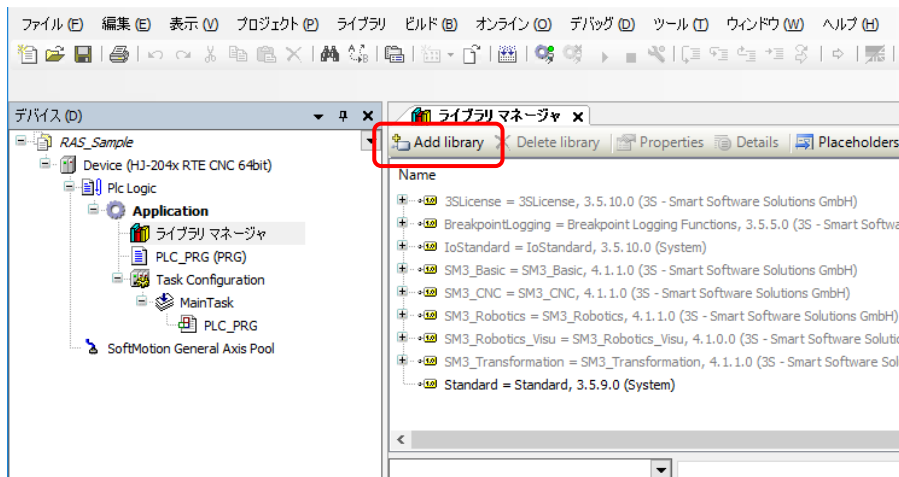 ファイル(F) 編集(E) 表示(V) プロジェクト(P) ライブラリ ビルド(B) オンライン(O) デバッグ(D) ツール(T) ウィンドウ(W) ヘルプ(H)
デバイス(D)
ライブラリ マネージャ
Add library Delete library Properties Details Placeholders
RAS_Sample
Device (HJ-204x RTE CNC 64bit)
Plc Logic
Application
ライブラリ マネージャ
PLC_PRG (PRG)
Task Configuration
MainTask
PLC_PRG
SoftMotion General Axis Pool
Name
3SLicense = 3SLicense, 3.5.10.0 (3S - Smart Software Solutions GmbH)
BreakpointLogging = Breakpoint Logging Functions, 3.5.5.0 (3S - Smart Softwa
IoStandard = IoStandard, 3.5.10.0 (System)
SM3_Basic = SM3_Basic, 4.1.1.0 (3S - Smart Software Solutions GmbH)
SM3_CNC = SM3_CNC, 4.1.1.0 (3S - Smart Software Solutions GmbH)
SM3_Robotics = SM3_Robotics, 4.1.1.0 (3S - Smart Software Solutions GmbH)
SM3_Robotics_Visu = SM3_Robotics_Visu, 4.1.0.0 (3S - Smart Software Solutio
SM3_Transformation = SM3_Transformation, 4.1.1.0 (3S - Smart Software Sol
Standard = Standard, 3.5.9.0 (System)